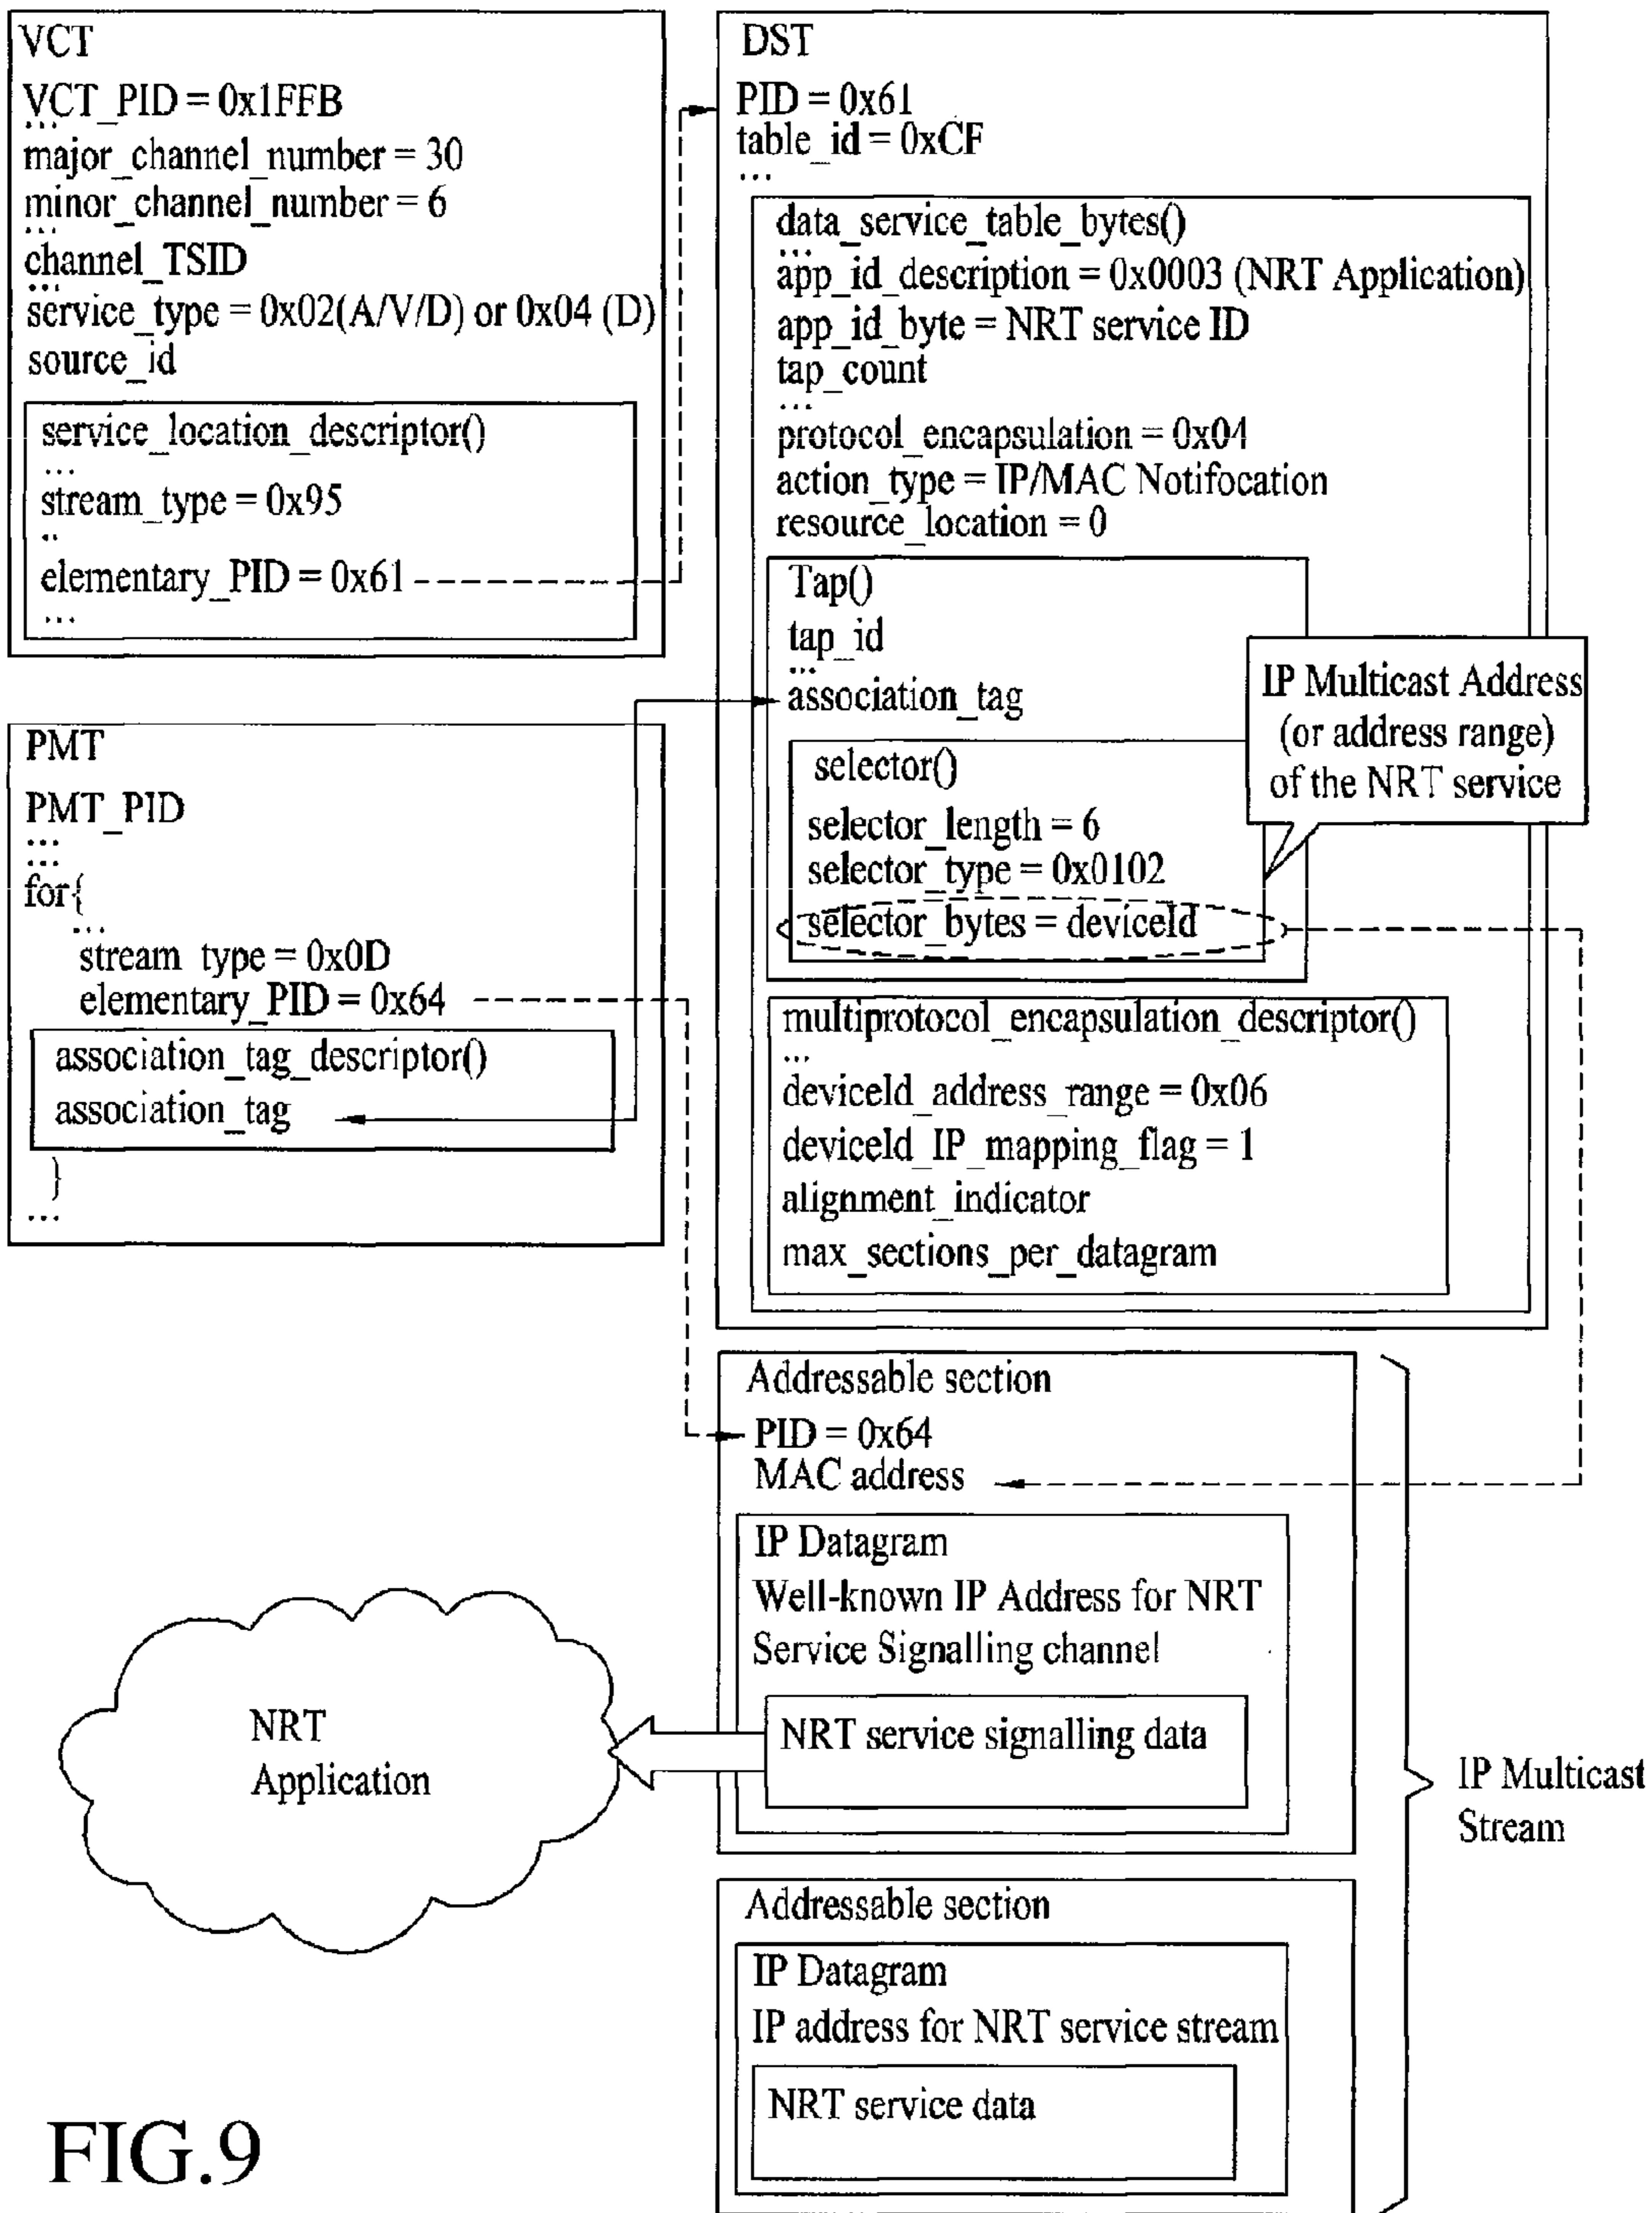 VCT
VCT_PID = 0x1FFB
...
major_channel_number = 30
minor_channel_number = 6
...
channel_TSID
...
service_type = 0x02(A/V/D) or 0x04 (D)
source_id
service_location_descriptor()
...
stream_type = 0x95
..
elementary_PID = 0x61
...
PMT
PMT_PID
...
...
for{
...
stream_type = 0x0D
elementary_PID = 0x64
association_tag_descriptor()
association_tag
}
...
DST
PID = 0x61
table_id = 0xCF
...
data_service_table_bytes()
...
app_id_description = 0x0003 (NRT Application)
app_id_byte = NRT service ID
tap_count
...
protocol_encapsulation = 0x04
action_type = IP/MAC Notifocation
resource_location = 0
Tap()
tap_id
...
association_tag
selector()
selector_length = 6
selector_type = 0x0102
selector_bytes = deviceId
IP Multicast Address
(or address range)
of the NRT service
multiprotocol_encapsulation_descriptor()
...
deviceId_address_range = 0x06
deviceId_IP_mapping_flag = 1
alignment_indicator
max_sections_per_datagram
Addressable section
PID = 0x64
MAC address
IP Datagram
Well-known IP Address for NRT
Service Signalling channel
NRT service signalling data
NRT
Application
IP Multicast
Stream
Addressable section
IP Datagram
IP address for NRT service stream
NRT service data
FIG.9